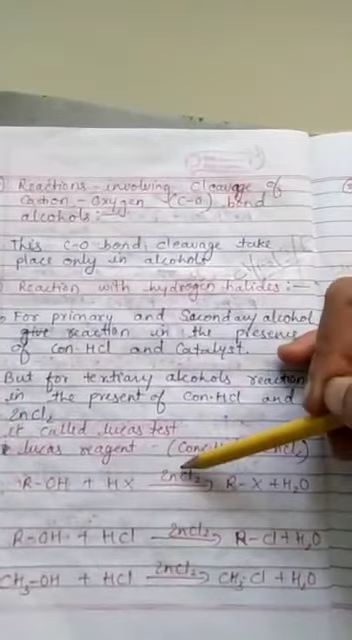 Reactions - involving Cleavage of
Carbon - Oxygen (C-O) bond
alcohols:-
This C-O bond cleavage take
place only in alcohols
Reaction with hydrogen halides:-
For primary and Secondary alcohol
give reaction in the presence
of Con. HCl and Catalyst.
But for tertiary alcohols reaction
in the present of Con. HCl and
ZnCl2
it called lucas test
lucas reagent - (Conc
R-OH + HX ZnCl2 → R-X + H2O
R-OH + HCl ZnCl2 → R-Cl + H2O
CH3-OH + HCl ZnCl2 → CH3Cl + H2O